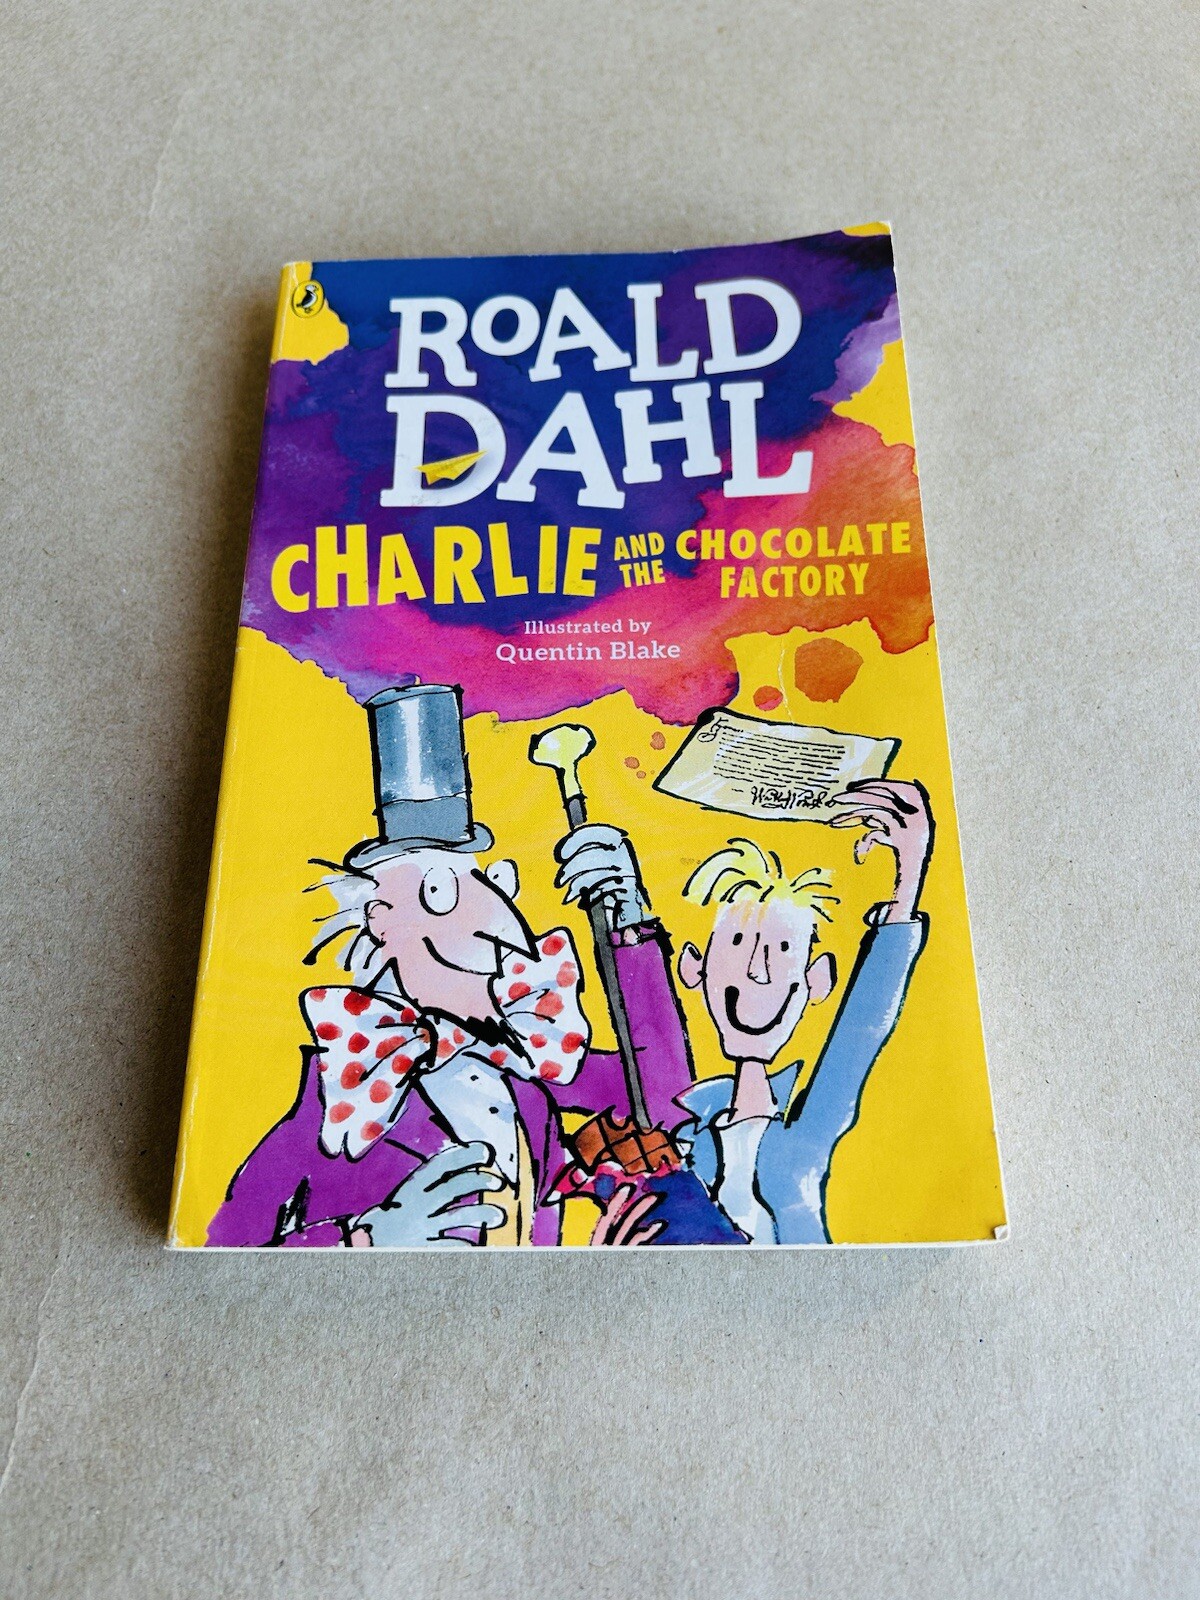 ROALD
DAHL
CHARLIE AND THE CHOCOLATE FACTORY
Illustrated by
Quentin Blake